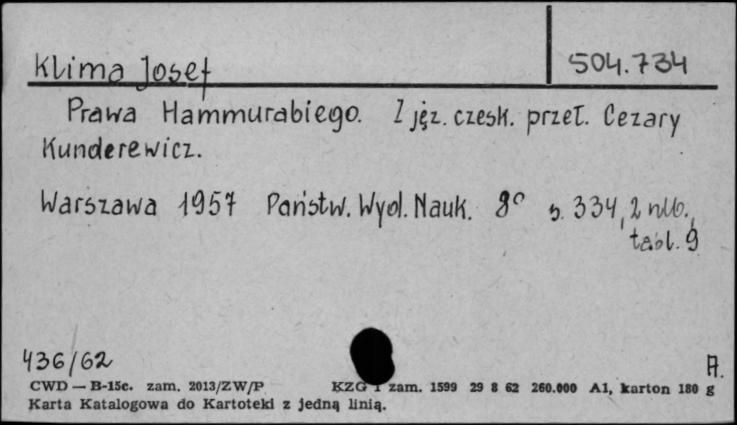 Klima Josef 504.734
Prawa Hammurabiego. Z jęz. czesk. przeł. Cezary
Kunderewicz.
Warszawa 1957 Państw. Wyd. Nauk. 8° s. 334, 2 nlb.,
tabl. 9
436/62 A.
CWD — B-15c. zam. 2013/ZW/P KZG 1 zam. 1599 29 8 62 260.000 A1, karton 180 g
Karta Katalogowa do Kartoteki z jedną linią.